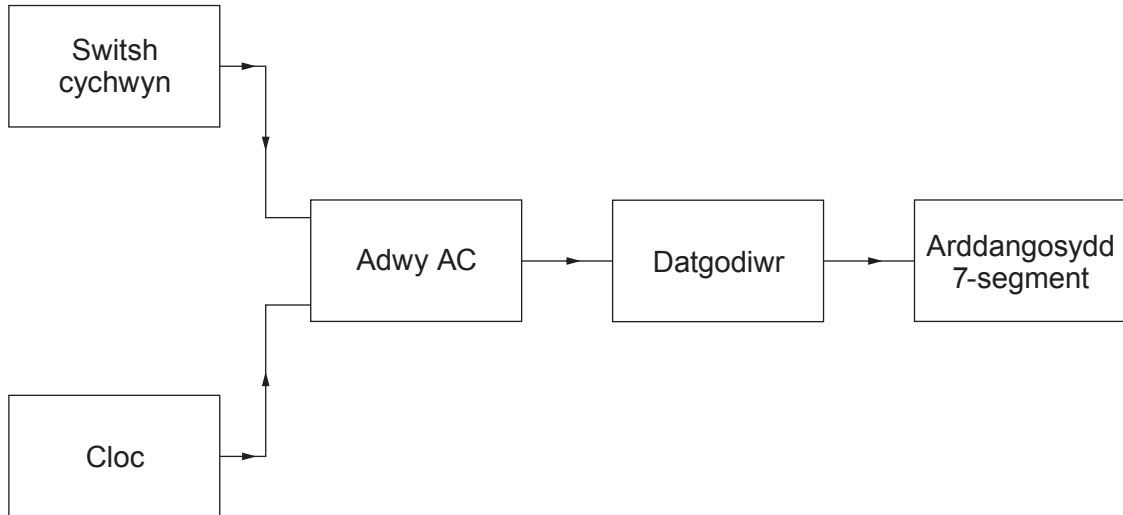 Switsh
cychwyn
Adwy AC
Datgodiwr
Arddangosydd
7-segment
Cloc